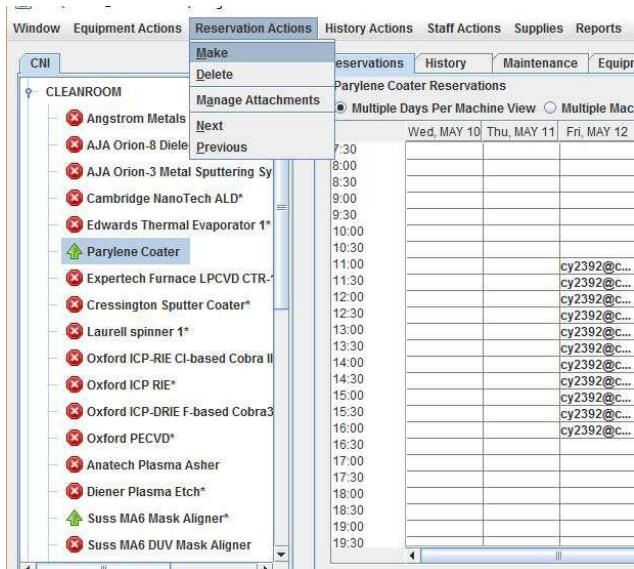 Window Equipment Actions Reservation Actions History Actions Staff Actions Supplies Reports
Make
Delete
Manage Attachments
Next
Previous
CNI
CLEANROOM
Angstrom Metals
AJA Orion-8 Diele
AJA Orion-3 Metal Sputtering Sy
Cambridge NanoTech ALD*
Edwards Thermal Evaporator 1*
Parylene Coater
Expertech Furnace LPCVD CTR-
Cressington Sputter Coater*
Laurell spinner 1*
Oxford ICP-RIE Cl-based Cobra II
Oxford ICP RIE*
Oxford ICP-DRIE F-based Cobra3
Oxford PECVD*
Anatech Plasma Asher
Diener Plasma Etch*
Suss MA6 Mask Aligner*
Suss MA6 DUV Mask Aligner
eservations History Maintenance Equipr
Parylene Coater Reservations
Multiple Days Per Machine View Multiple Mac
Wed, MAY 10 Thu, MAY 11 Fri, MAY 12
7:30
8:00
8:30
9:00
9:30
10:00
10:30
11:00 cy2392@c...
11:30 cy2392@c...
12:00 cy2392@c...
12:30 cy2392@c...
13:00 cy2392@c...
13:30 cy2392@c...
14:00 cy2392@c...
14:30 cy2392@c...
15:00 cy2392@c...
15:30 cy2392@c...
16:00 cy2392@c...
16:30
17:00
17:30
18:00
18:30
19:00
19:30